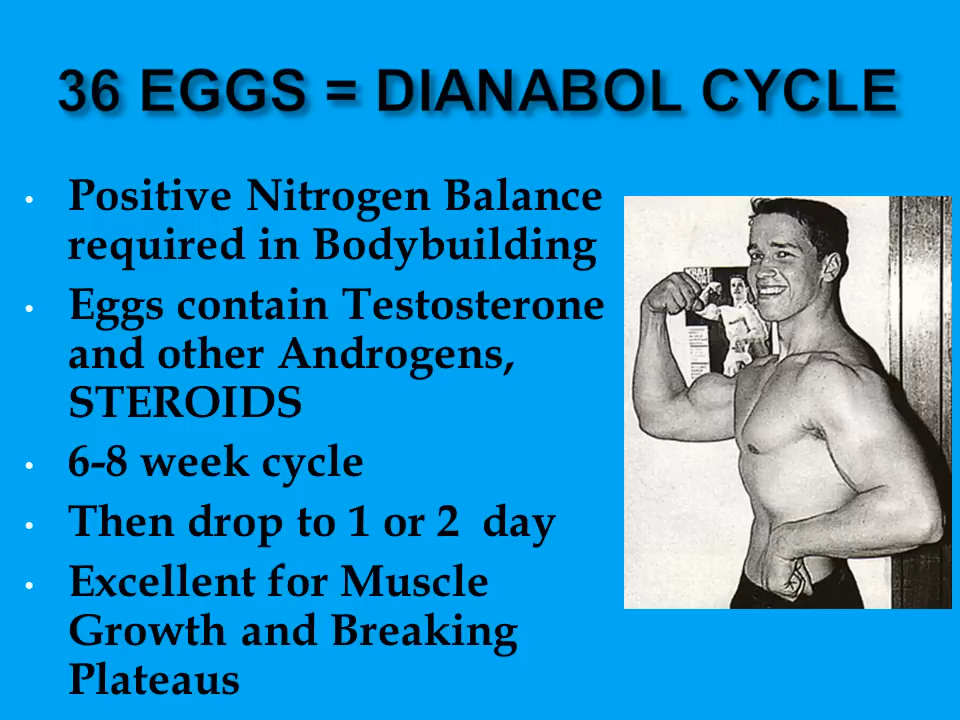 36 EGGS = DIANABOL CYCLE
• Positive Nitrogen Balance
required in Bodybuilding
• Eggs contain Testosterone
and other Androgens,
STEROIDS
• 6-8 week cycle
• Then drop to 1 or 2 day
• Excellent for Muscle
Growth and Breaking
Plateaus